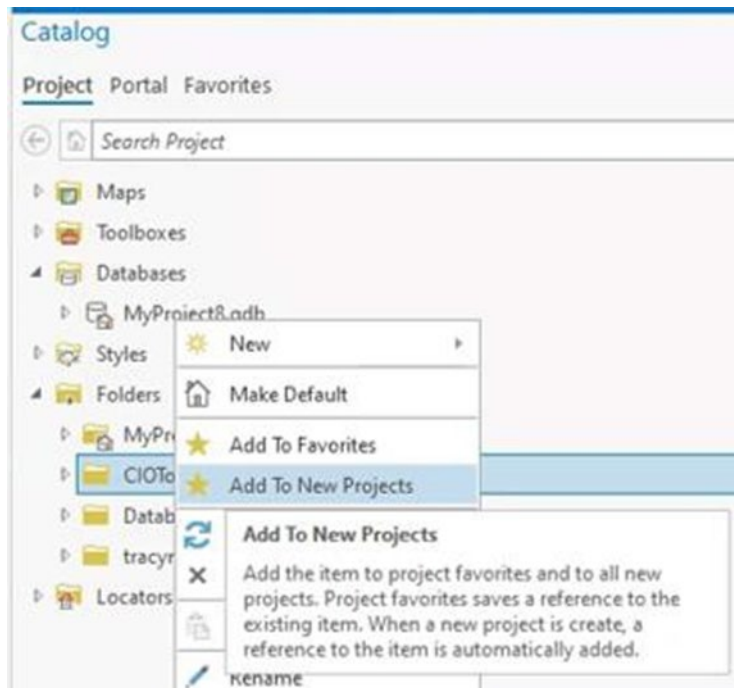 Catalog
Project Portal Favorites
Search Project
Maps
Toolboxes
Databases
MyProject8.gdb
New
Styles
Make Default
Folders
Add To Favorites
Add To New Projects
Add To New Projects
Add the item to project favorites and to all new
projects. Project favorites saves a reference to the
existing item. When a new project is create, a
reference to the item is automatically added.
Locators
Rename